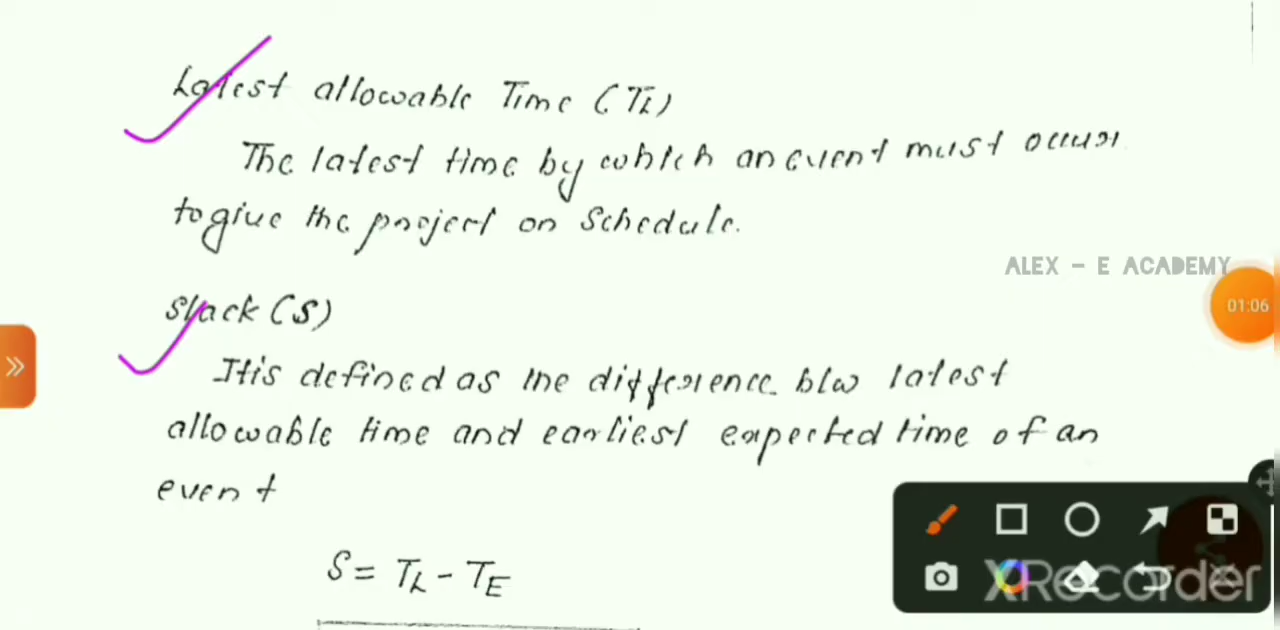 Latest allowable Time (TL)
The latest time by which an event must occur
to give the project on Schedule.
ALEX - E ACADEMY
01:06
Slack (S)
It is defined as the difference b/w latest
allowable time and earliest expected time of an
event
S = TL - TE
XRecorder